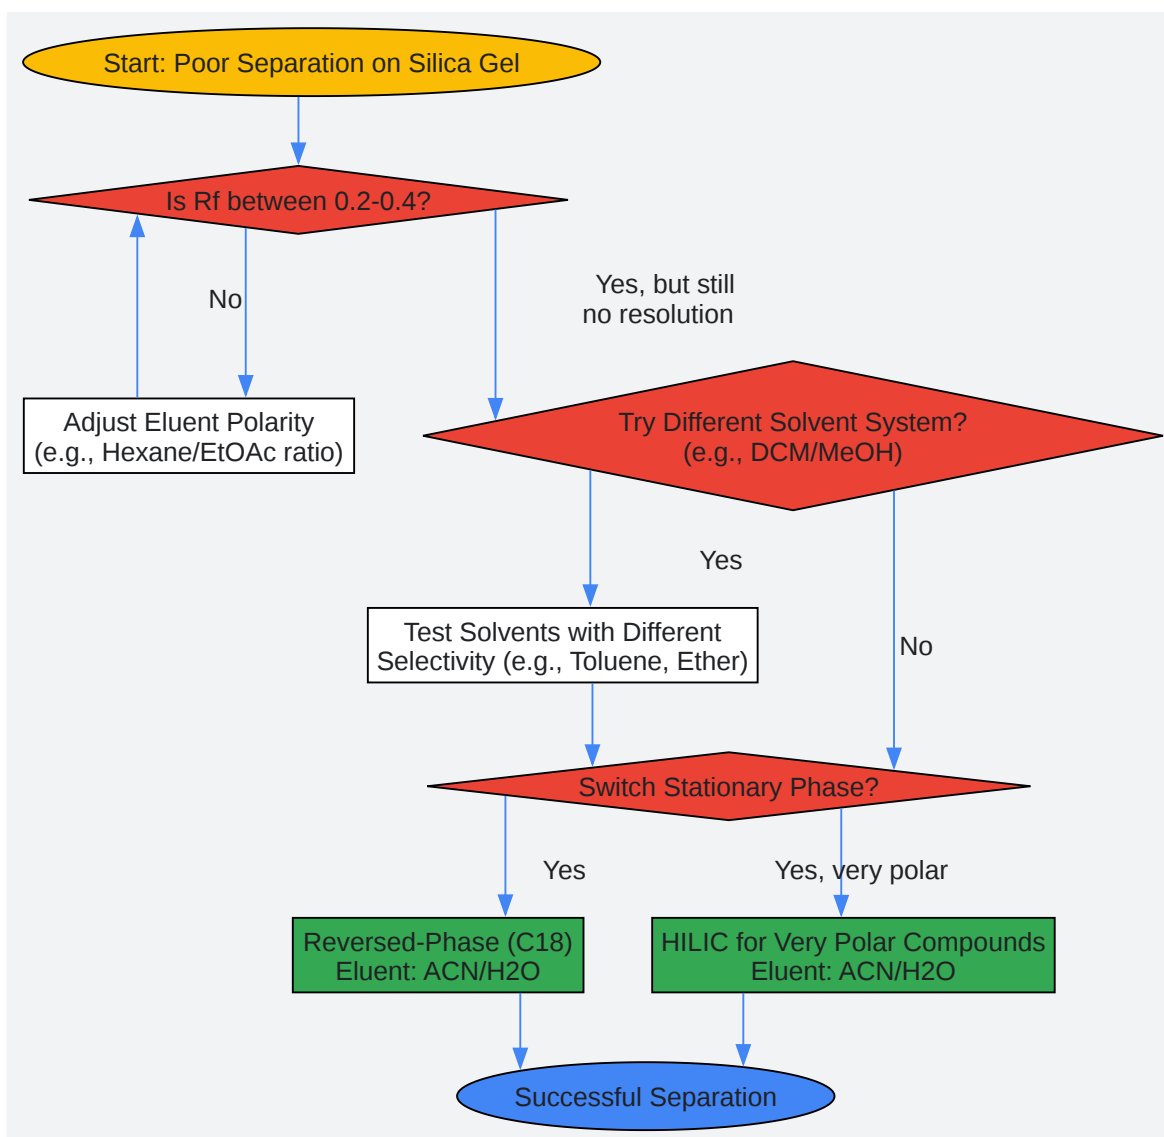 Start: Poor Separation on Silica Gel
Is Rf between 0.2-0.4?
No
Yes, but still
no resolution
Adjust Eluent Polarity
(e.g., Hexane/EtOAc ratio)
Try Different Solvent System?
(e.g., DCM/MeOH)
Yes
Test Solvents with Different
Selectivity (e.g., Toluene, Ether)
No
Switch Stationary Phase?
Yes
Yes, very polar
Reversed-Phase (C18)
Eluent: ACN/H2O
HILIC for Very Polar Compounds
Eluent: ACN/H2O
Successful Separation